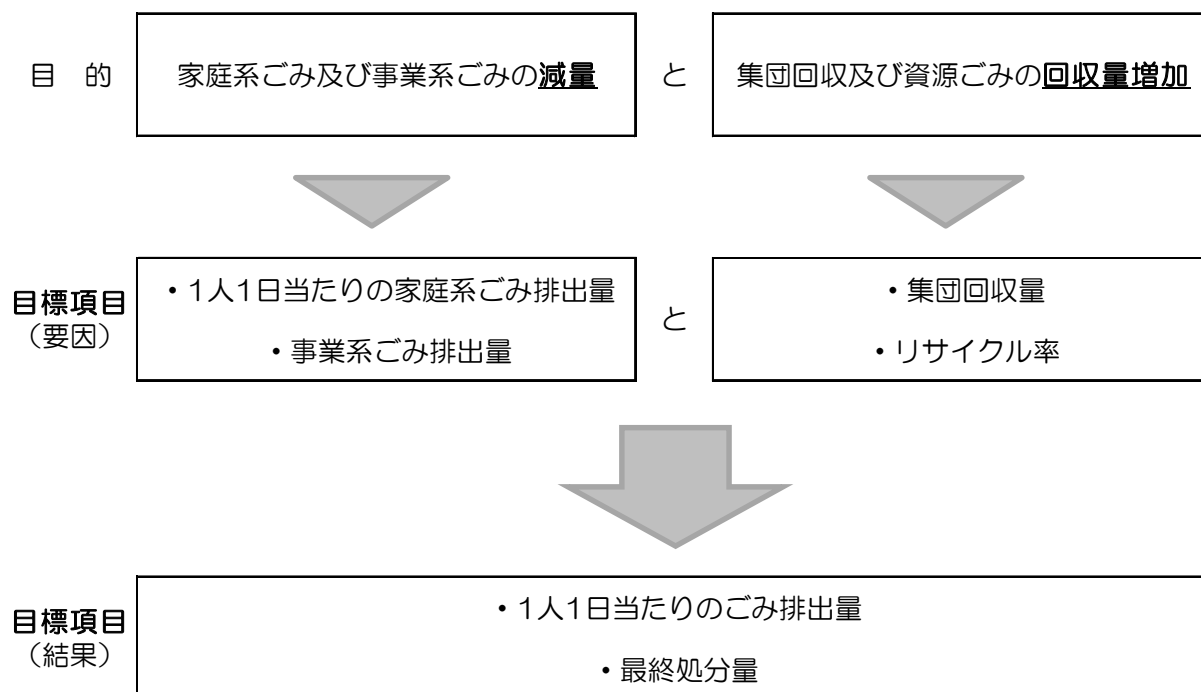 目　的
家庭系ごみ及び事業系ごみの減量
と
集団回収及び資源ごみの回収量増加
目標項目
（要因）
・1人1日当たりの家庭系ごみ排出量
・事業系ごみ排出量
と
・集団回収量
・リサイクル率
目標項目
（結果）
・1人1日当たりのごみ排出量
・最終処分量